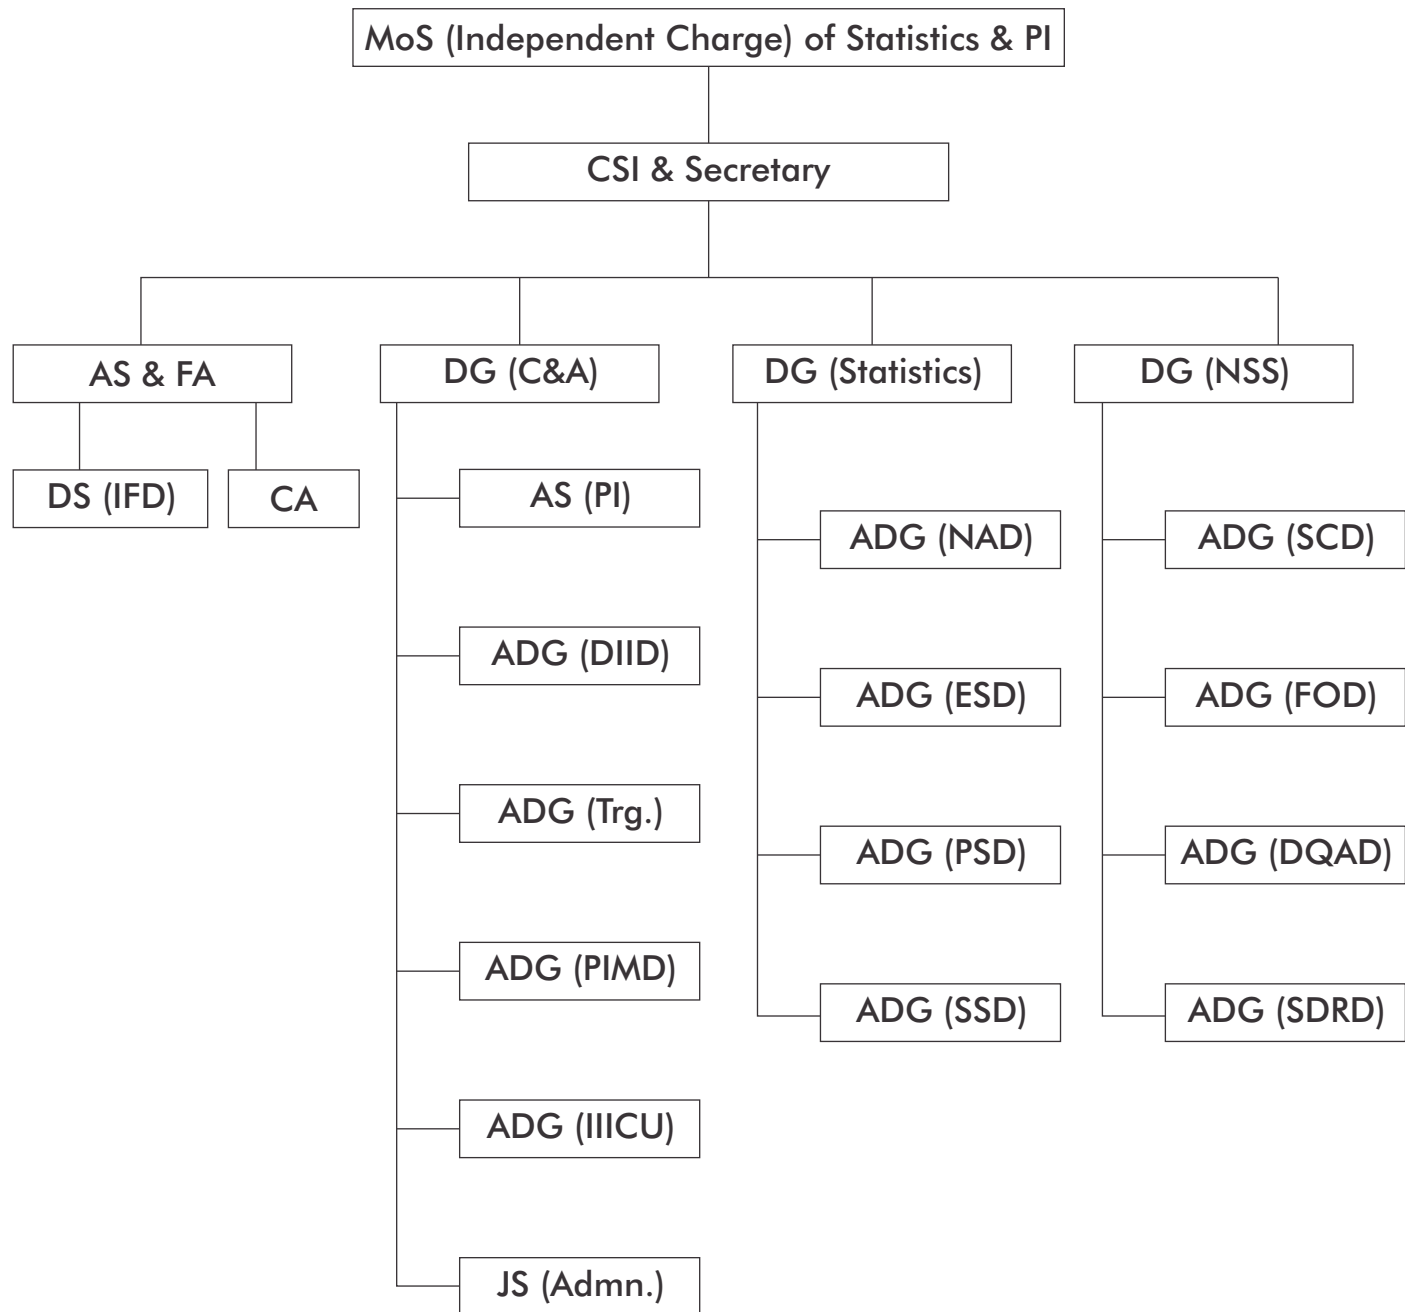 MoS (Independent Charge) of Statistics & PI
CSI & Secretary
AS & FA
DG (C&A)
DG (Statistics)
DG (NSS)
DS (IFD)
CA
AS (PI)
ADG (DIID)
ADG (Trg.)
ADG (PIMD)
ADG (IIICU)
JS (Admn.)
ADG (NAD)
ADG (ESD)
ADG (PSD)
ADG (SSD)
ADG (SCD)
ADG (FOD)
ADG (DQAD)
ADG (SDRD)